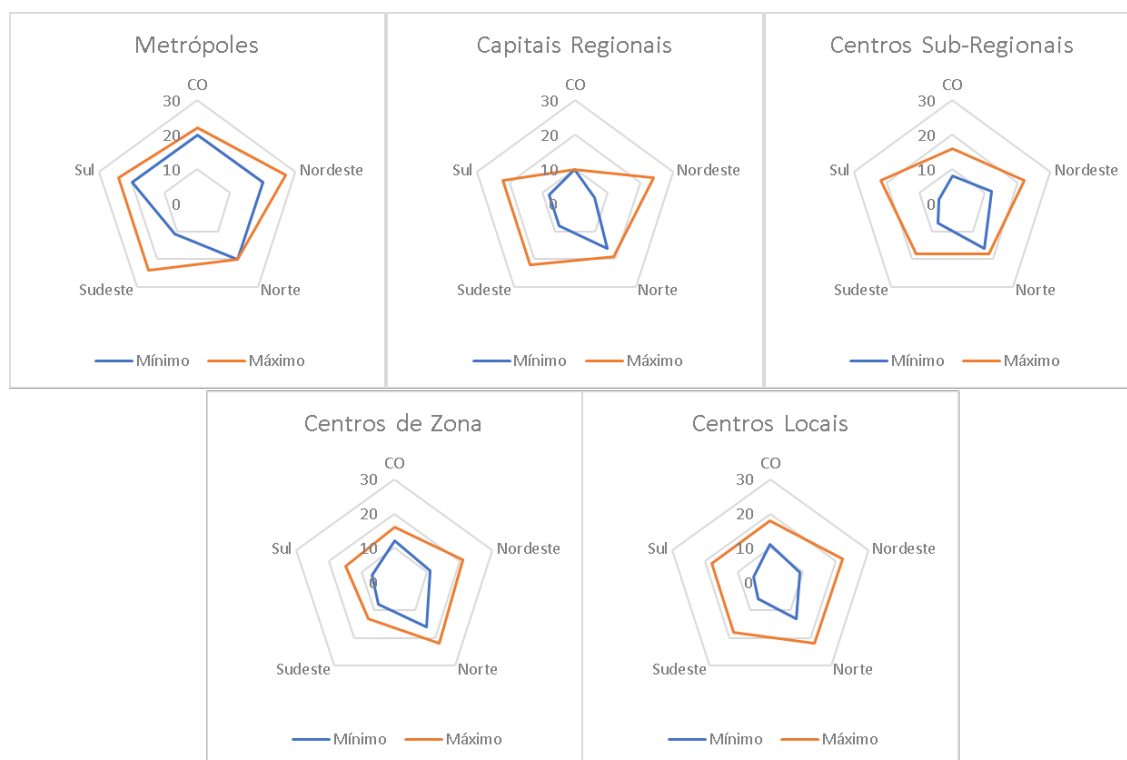 Metrópoles
CO
30
20
10
0
Nordeste
Norte
Sudeste
Sul
Mínimo Máximo
Capitais Regionais
CO
30
20
10
0
Nordeste
Norte
Sudeste
Sul
Mínimo Máximo
Centros Sub-Regionais
CO
30
20
10
0
Nordeste
Norte
Sudeste
Sul
Mínimo Máximo
Centros de Zona
CO
30
20
10
0
Nordeste
Norte
Sudeste
Sul
Mínimo Máximo
Centros Locais
CO
30
20
10
0
Nordeste
Norte
Sudeste
Sul
Mínimo Máximo